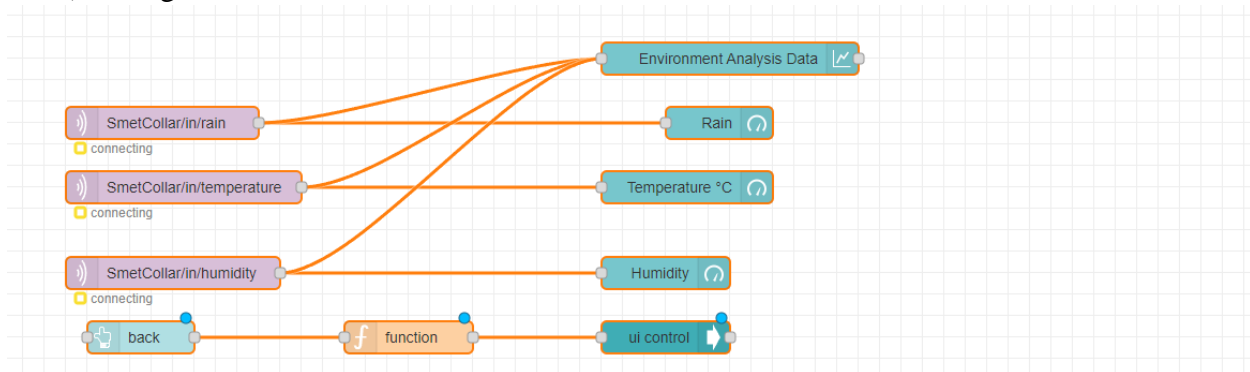 Environment Analysis Data
SmetCollar/in/rain
Rain
connecting
SmetCollar/in/temperature
Temperature °C
connecting
SmetCollar/in/humidity
Humidity
connecting
back
function
ui control